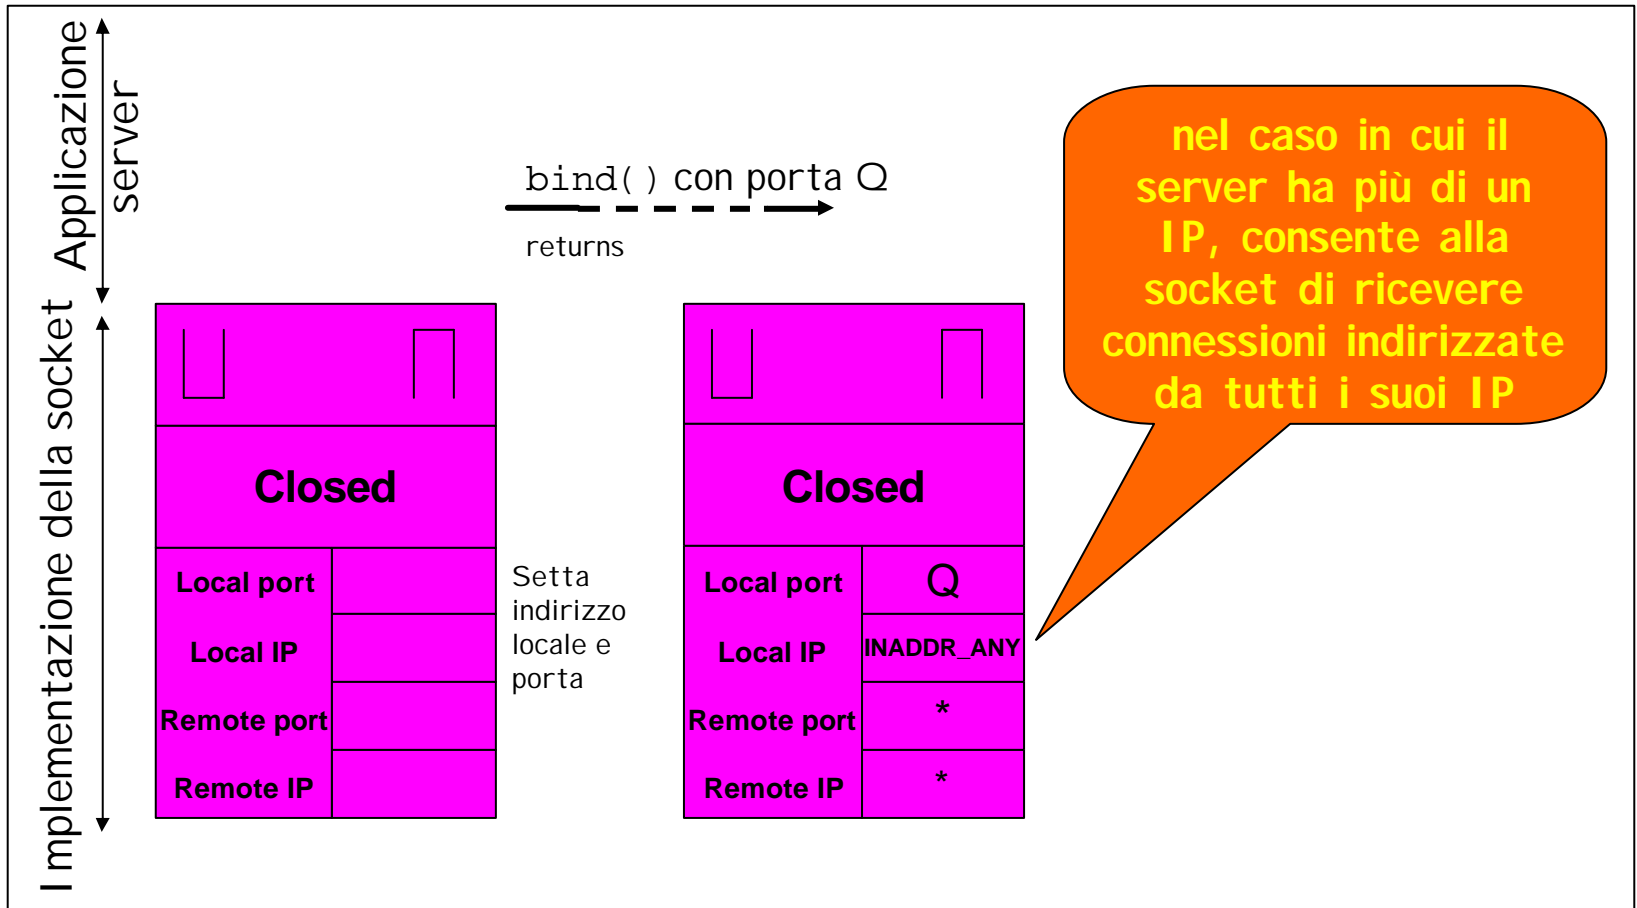 Applicazione
server
Implementazione della socket
bind() con porta Q
returns
nel caso in cui il
server ha più di un
IP, consente alla
socket di ricevere
connessioni indirizzate
da tutti i suoi IP
Closed
Local port
Local IP
Remote port
Remote IP
Setta
indirizzo
locale e
porta
Closed
Local port Q
Local IP INADDR_ANY
Remote port *
Remote IP *